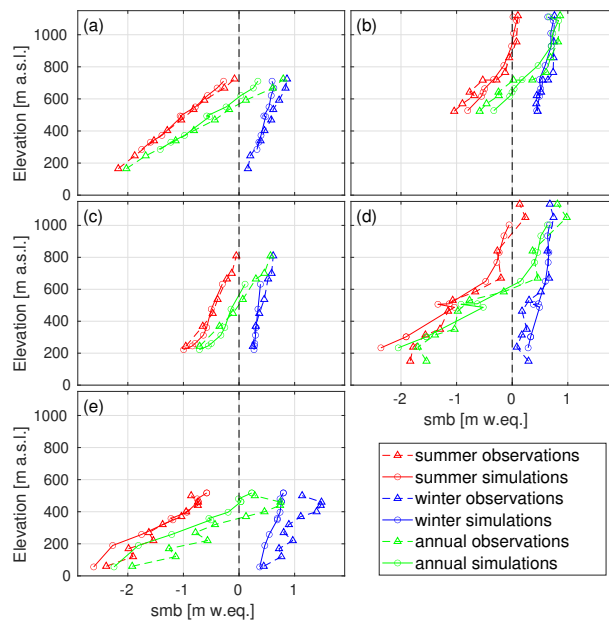 (a)
(b)
Elevation [m a.s.l.]
1000
800
600
400
200
0
(c)
(d)
Elevation [m a.s.l.]
1000
800
600
400
200
0
-2
-1
0
1
smb [m w.eq.]
(e)
Elevation [m a.s.l.]
1000
800
600
400
200
0
-2
-1
0
1
smb [m w.eq.]
summer observations
summer simulations
winter observations
winter simulations
annual observations
annual simulations